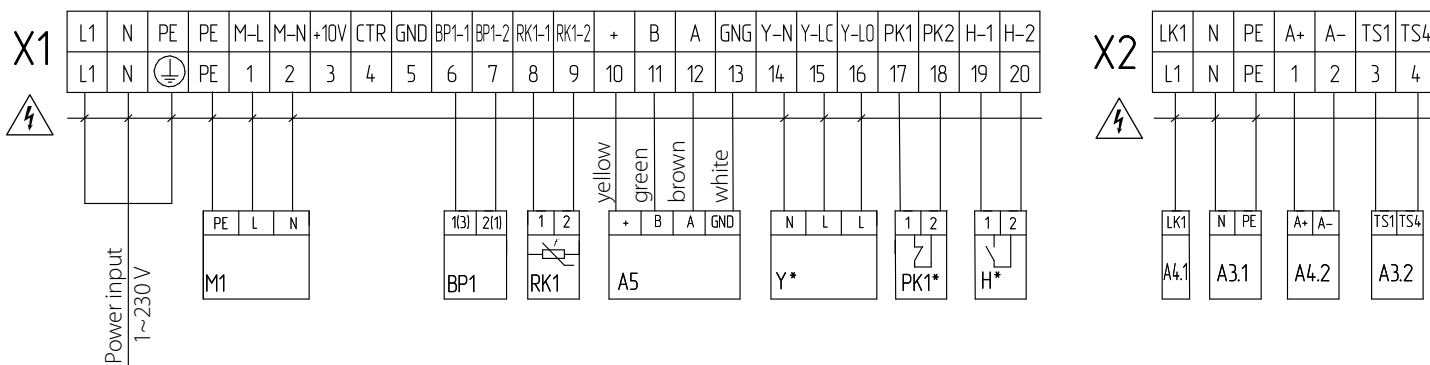 X1
L1 N PE PE M-L M-N +10V CTR GND BP1-1 BP1-2 RK1-1 RK1-2 + B A GNG Y-N Y-LC Y-LO PK1 PK2 H-1 H-2
L1 N PE 1 2 3 4 5 6 7 8 9 10 11 12 13 14 15 16 17 18 19 20
yellow
green
brown
white
PE L N
M1
1(3) 2(1)
BP1
1 2
RK1
+ B A GND
A5
N L L
Y*
1 2
PK1*
1 2
H*
Power input
1~230 V
X2
LK1 N PE A+ A- TS1 TS4
L1 N PE 1 2 3 4
LK1
A4.1
N PE
A3.1
A+ A-
A4.2
TS1 TS4
A3.2